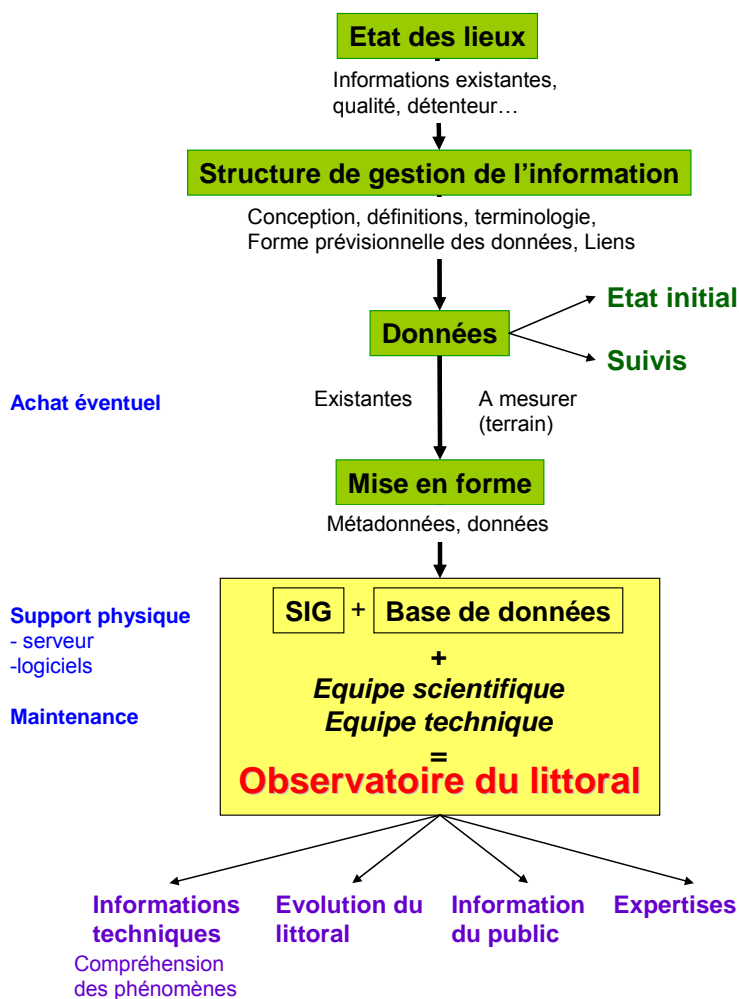 Etat des lieux
Informations existantes,
qualité, détenteur…
Structure de gestion de l'information
Conception, définitions, terminologie,
Forme prévisionnelle des données, Liens
Etat initial
Données
Suivis
Achat éventuel
Existantes
A mesurer
(terrain)
Mise en forme
Métadonnées, données
SIG + Base de données
Support physique
- serveur
-logiciels
+
Equipe scientifique
Maintenance
Equipe technique
=
Observatoire du littoral
Informations
techniques
Compréhension
des phénomènes
Evolution du
littoral
Information
du public
Expertises